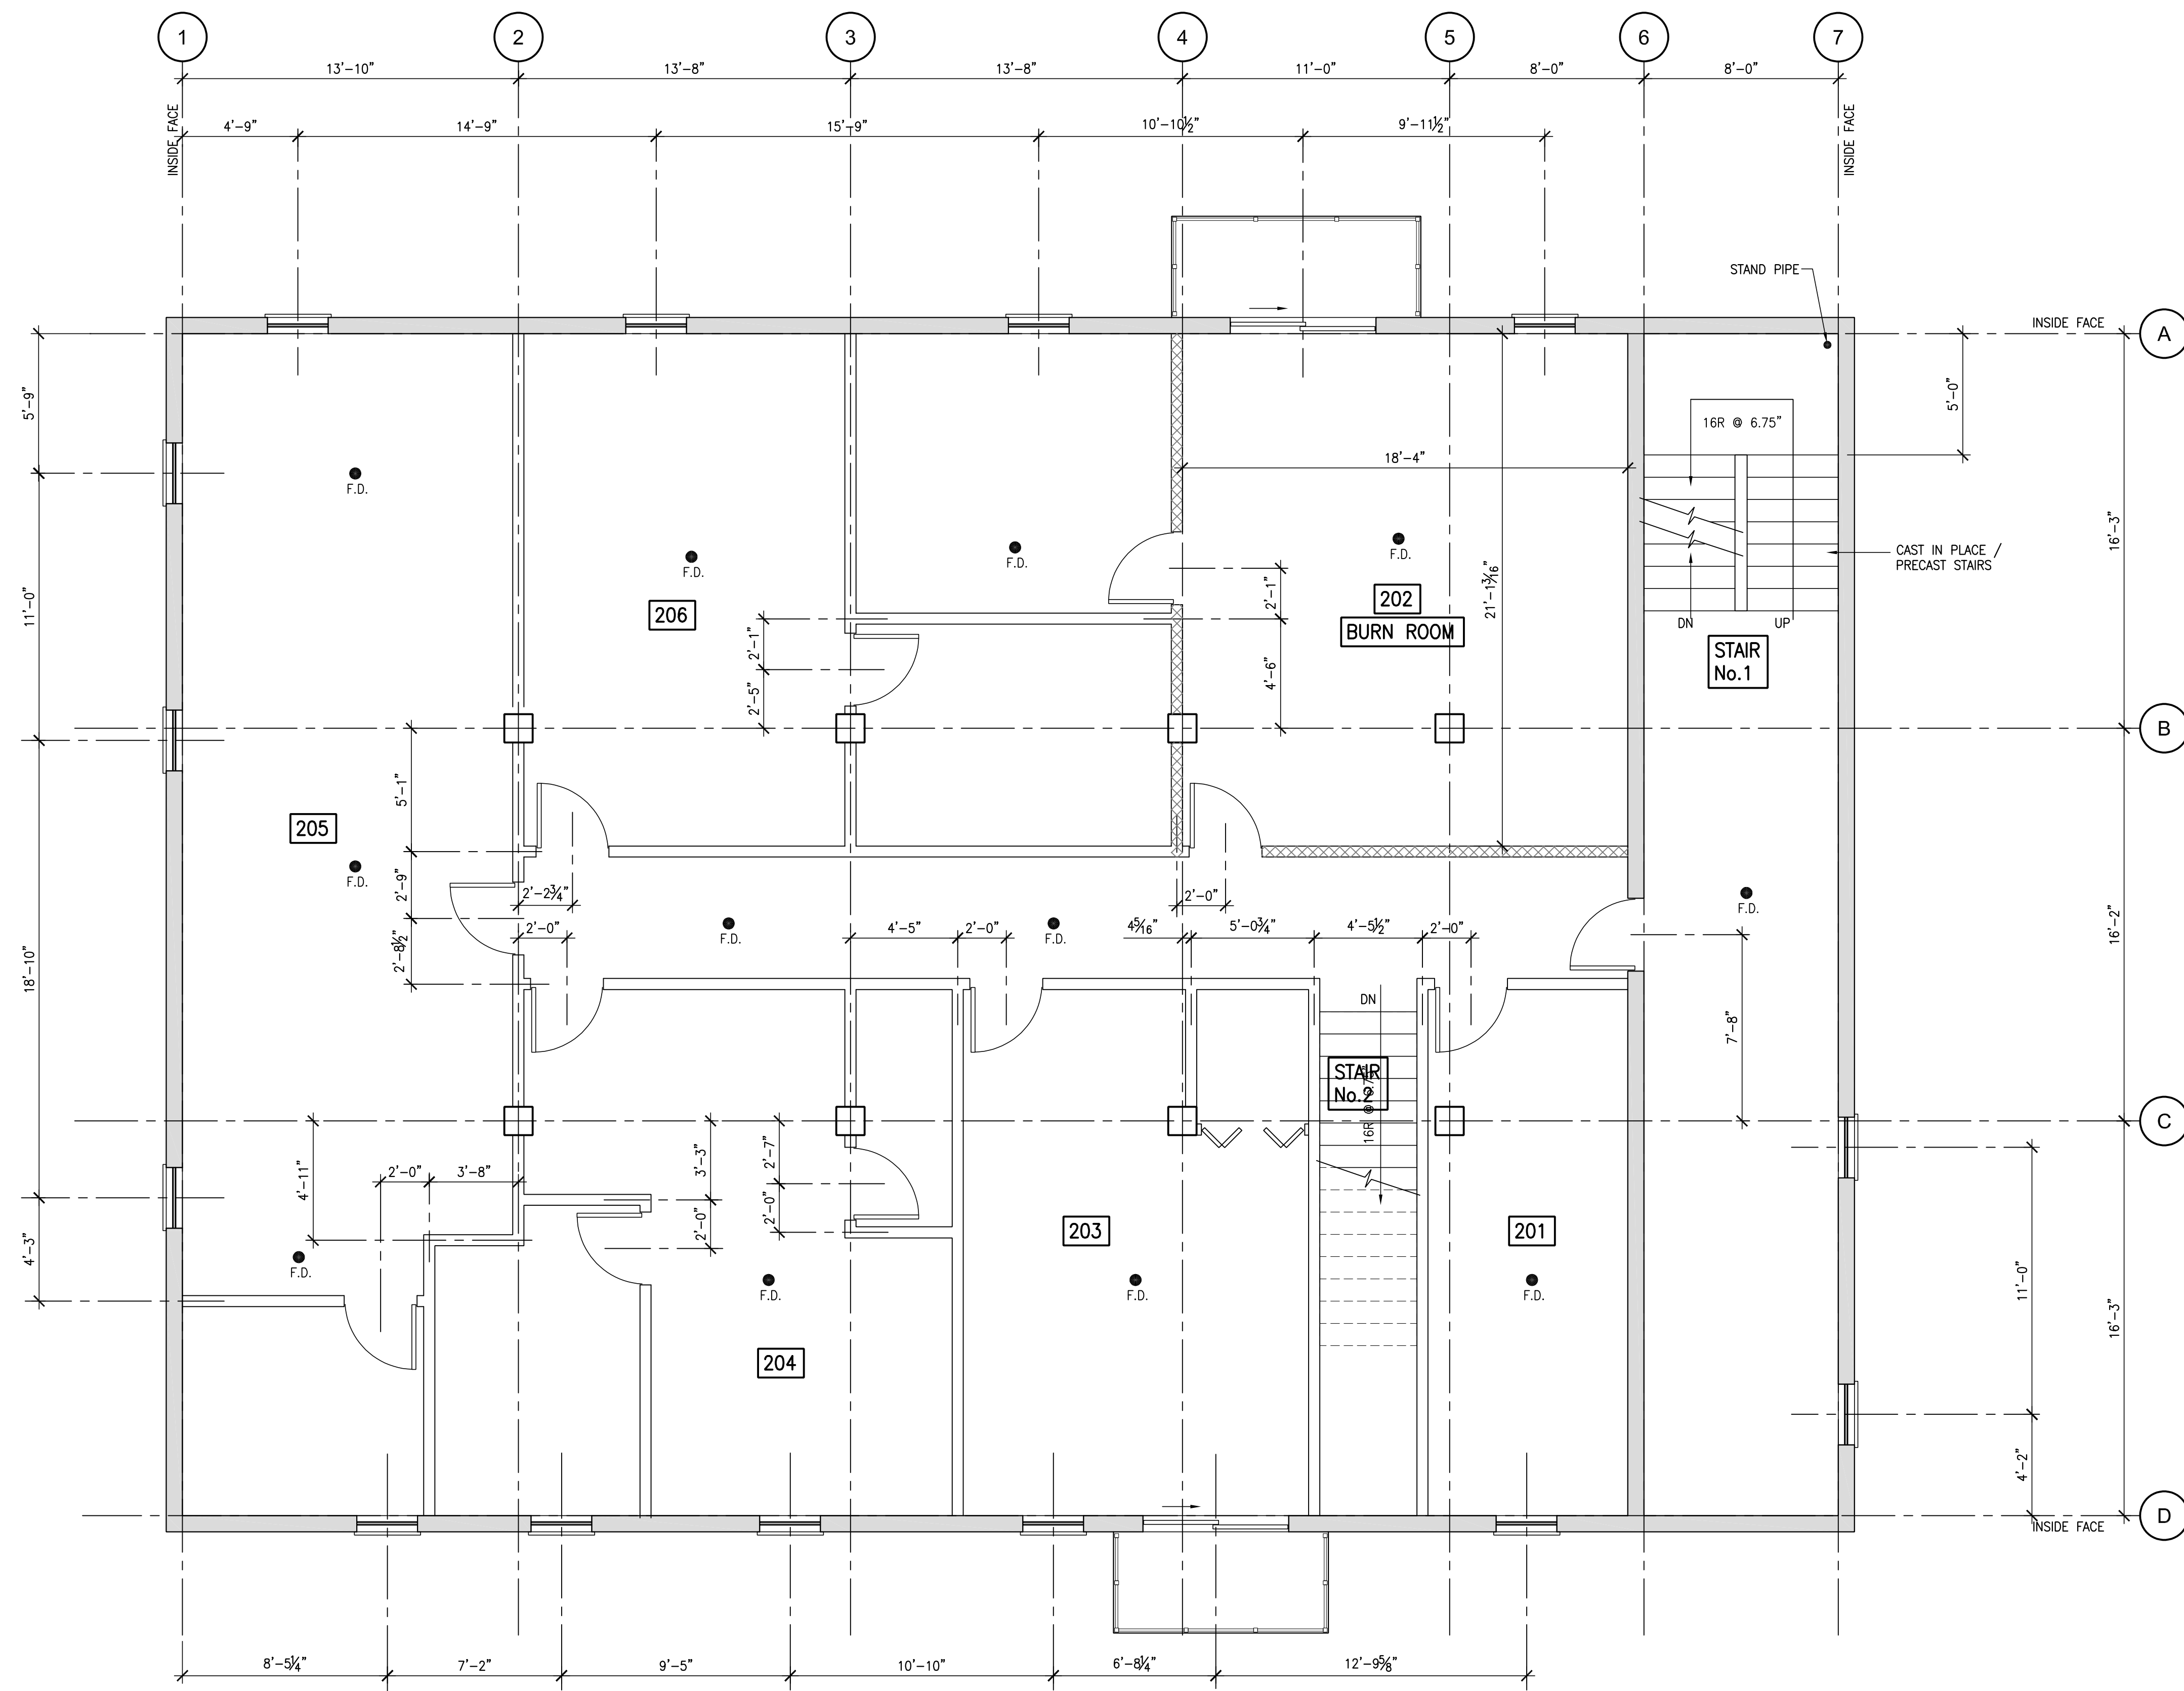 1
2
3
4
5
6
7
13'-10"
13'-8"
13'-8"
11'-0"
8'-0"
8'-0"
INSIDE FACE
INSIDE FACE
4'-9"
14'-9"
15'-9"
10'-10½"
9'-11½"
STAND PIPE
INSIDE FACE
A
5'-9"
5'-0"
16R @ 6.75"
18'-4"
F.D.
F.D.
F.D.
F.D.
16'-3"
CAST IN PLACE /
PRECAST STAIRS
21'-1 3/16"
2'-1"
202
BURN ROOM
206
11'-0"
DN
UP
STAIR
No.1
2'-1"
4'-6"
2'-5"
B
5'-1"
205
F.D.
2'-9"
2'-2¾"
2'-0"
F.D.
16'-2"
2'-0"
F.D.
4'-5"
2'-0"
F.D.
4 5/16"
5'-0¾"
4'-5½"
2'-0"
2'-8½"
18'-10"
DN
7'-8"
STAIR
No.2
16R @ 6.75"
C
4'-11"
2'-0"
3'-8"
3'-3"
2'-7"
2'-0"
2'-0"
203
201
4'-3"
F.D.
F.D.
F.D.
F.D.
11'-0"
16'-3"
204
4'-2"
D
INSIDE FACE
8'-5¼"
7'-2"
9'-5"
10'-10"
6'-8¼"
12'-9⅝"